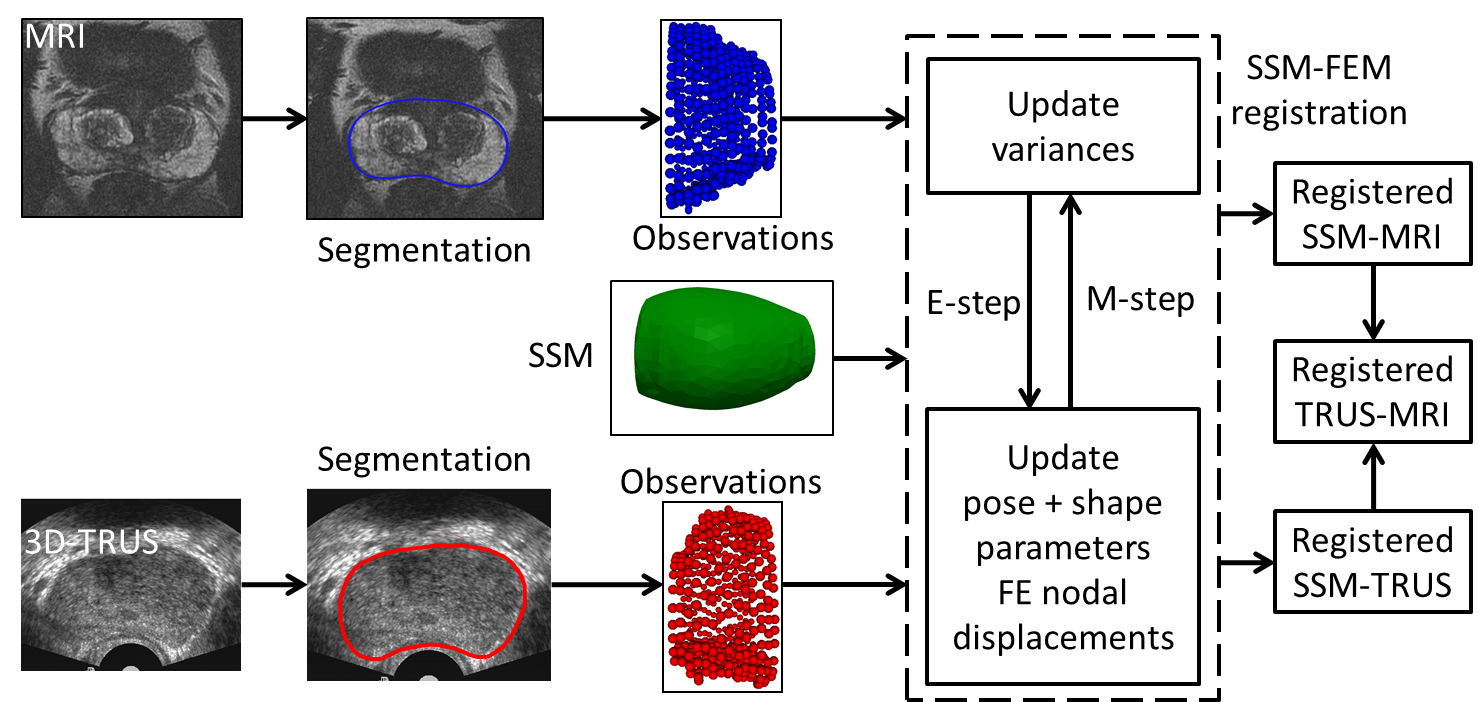 MRI
Segmentation
Observations
SSM
Segmentation
Observations
3D-TRUS
Update
variances
E-step
M-step
Update
pose + shape
parameters
FE nodal
displacements
SSM-FEM
registration
Registered
SSM-MRI
Registered
TRUS-MRI
Registered
SSM-TRUS